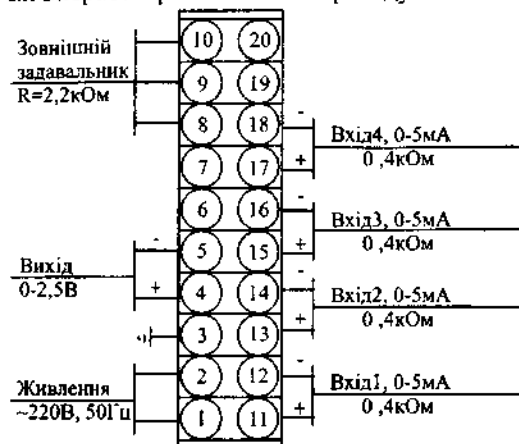 Зовнішній
задавальник
R=2,2кОм
10 20
9 19
8 18 -
Вхід4, 0-5мА
7 17 +
0,4кОм
6 16 -
Вхід3, 0-5мА
- 5 15 +
0,4кОм
Вихід
0-2,5В
+ 4 14 -
Вхід2, 0-5мА
3 13 +
0,4кОм
2 12 -
Живлення
~220В, 50Гц
Вхід1, 0-5мА
1 11 +
0,4кОм